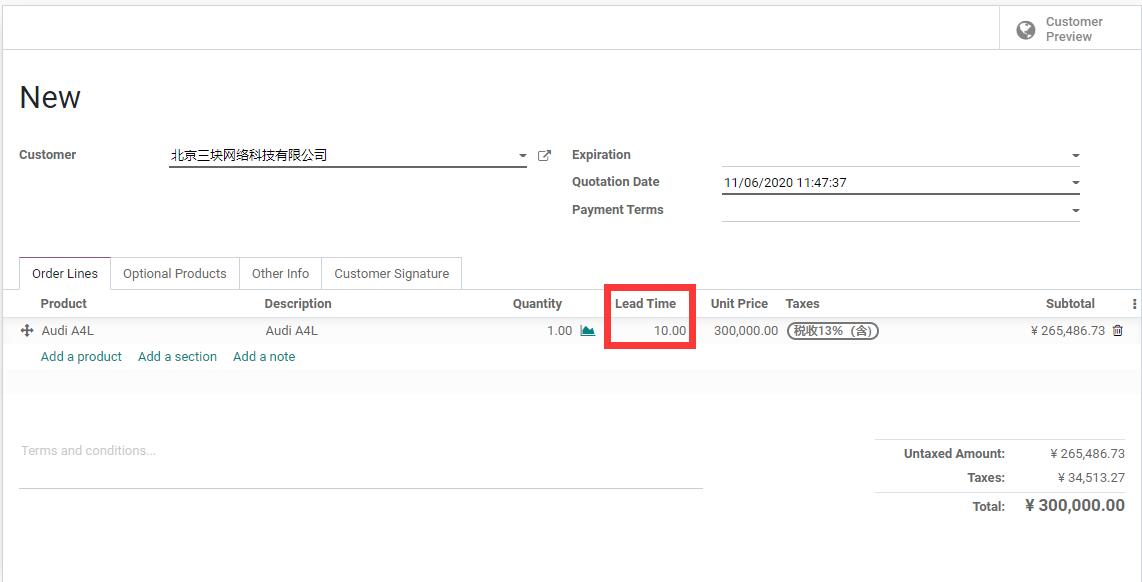 Customer
Preview
New
Customer 北京三块网络科技有限公司 Expiration
Quotation Date 11/06/2020 11:47:37
Payment Terms
Order Lines Optional Products Other Info Customer Signature
Product Description Quantity Lead Time Unit Price Taxes Subtotal
Audi A4L Audi A4L 1.00 10.00 300,000.00 税收13% (含) ¥ 265,486.73
Add a product Add a section Add a note
Terms and conditions...
Untaxed Amount: ¥ 265,486.73
Taxes: ¥ 34,513.27
Total: ¥ 300,000.00